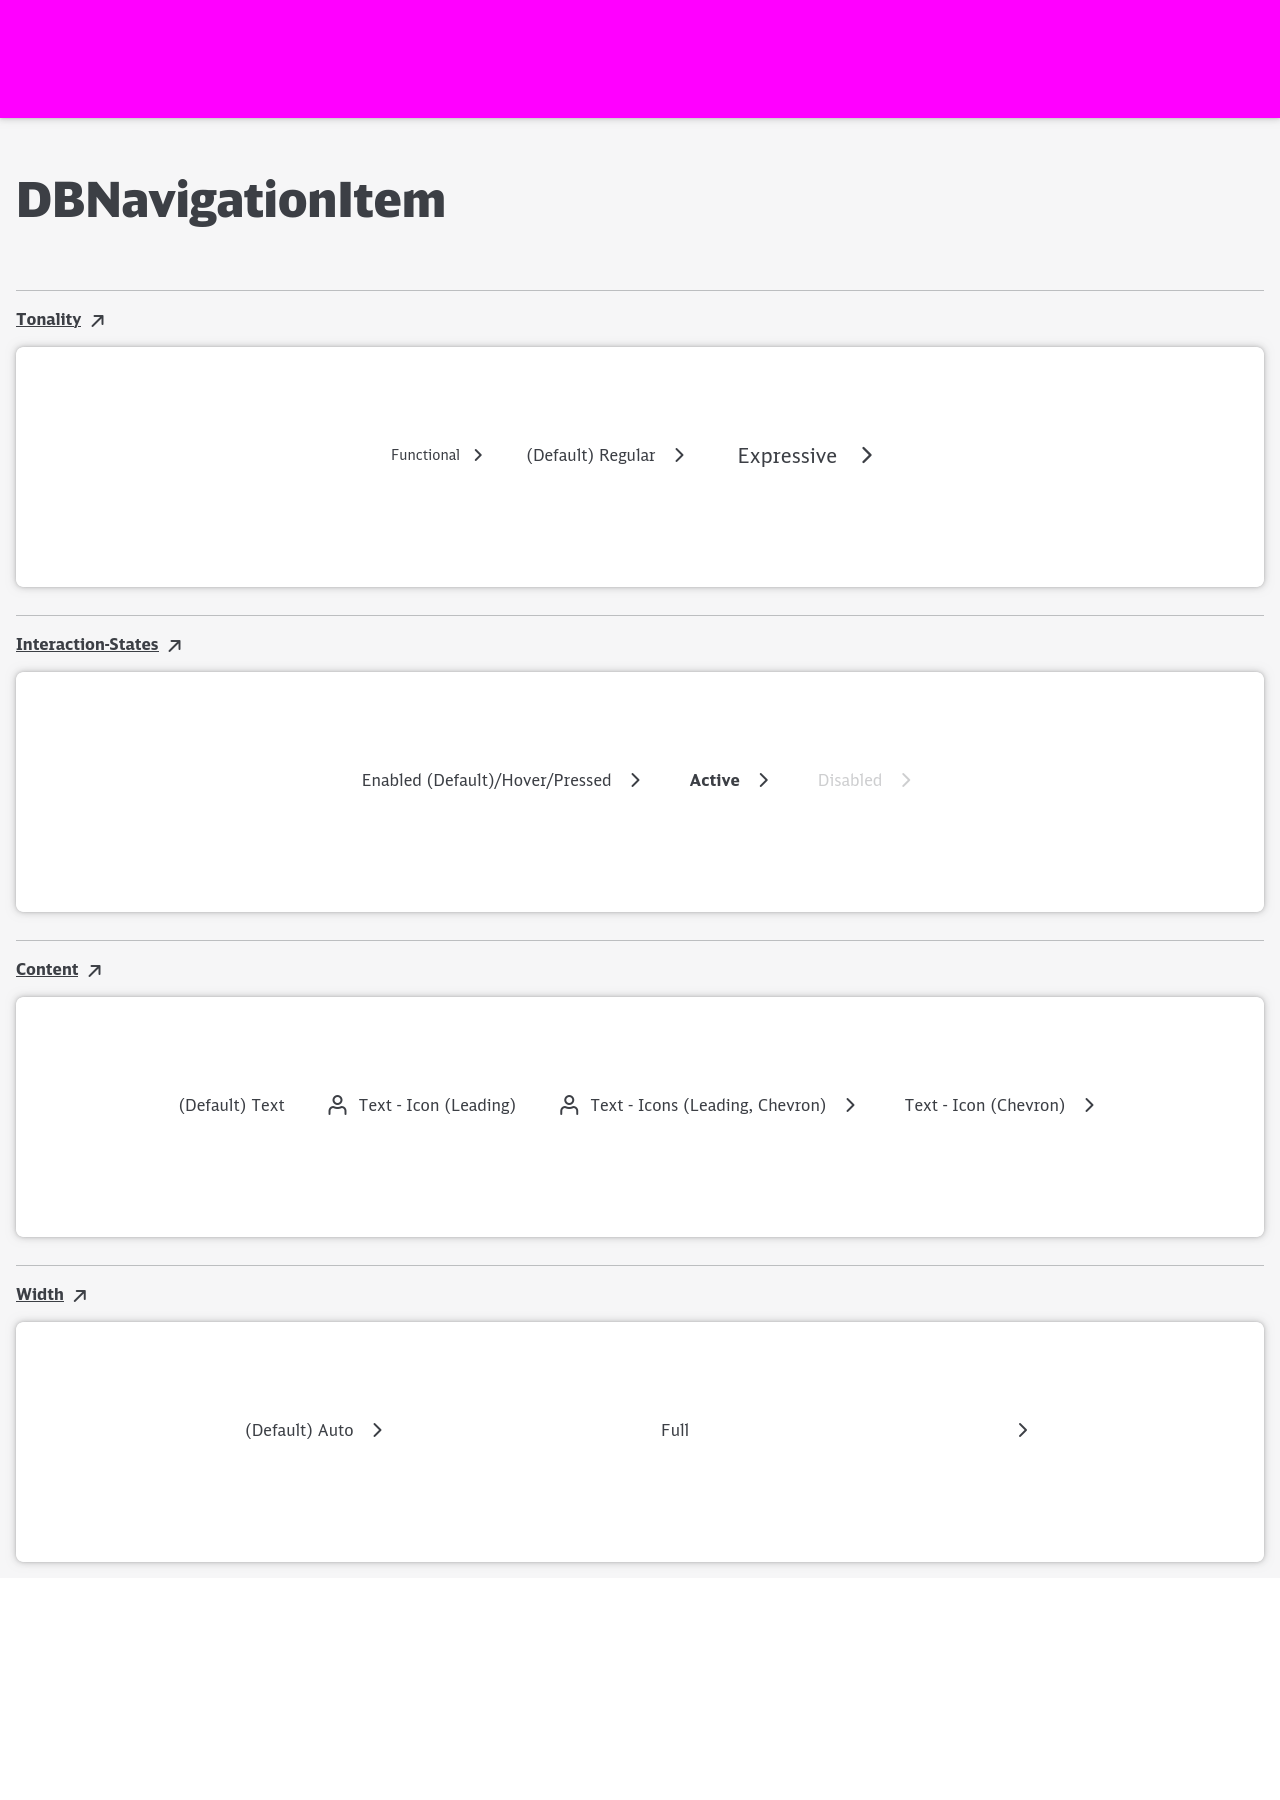 DBNavigationItem
Tonality
Functional (Default) Regular Expressive
Interaction-States
Enabled (Default)/Hover/Pressed Active Disabled
Content
(Default) Text Text - Icon (Leading) Text - Icons (Leading, Chevron) Text - Icon (Chevron)
Width
(Default) Auto Full